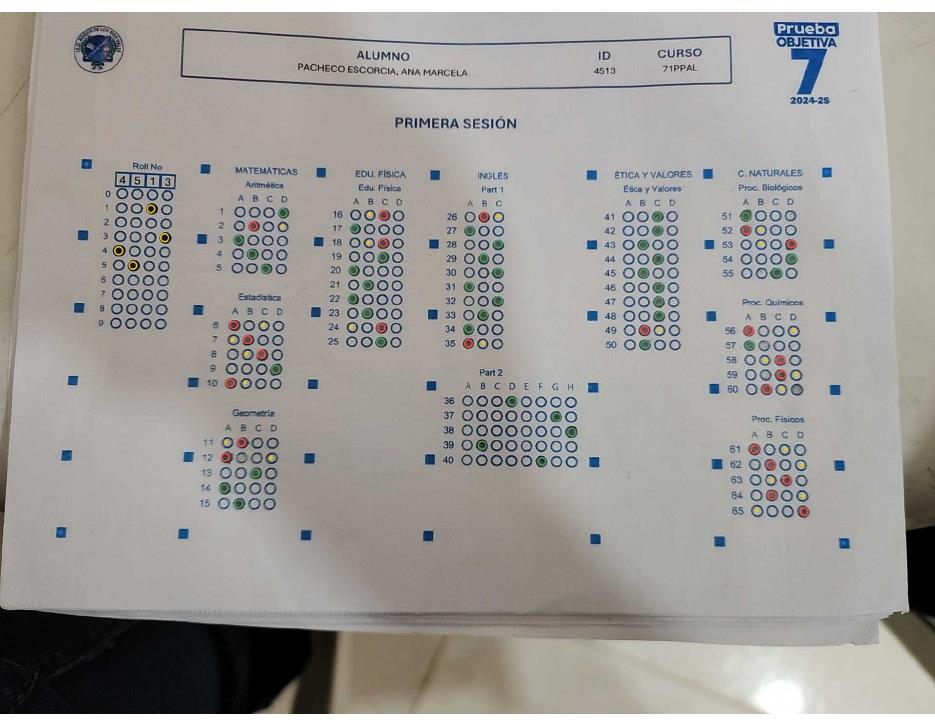 Prueba
OBJETIVA
7
2024-2S
ALUMNO ID CURSO
PACHECO ESCORCIA, ANA MARCELA 4513 71PPAL
PRIMERA SESIÓN
Roll No
4 5 1 3
0
1
2
3
4
5
6
7
8
9
MATEMÁTICAS
Aritmética
A B C D
1
2
3
4
5
Estadística
A B C D
6
7
8
9
10
Geometría
A B C D
11
12
13
14
15
EDU. FÍSICA
Edu. Física
A B C D
16
17
18
19
20
21
22
23
24
25
INGLÉS
Part 1
A B C
26
27
28
29
30
31
32
33
34
35
Part 2
A B C D E F G H
36
37
38
39
40
ÉTICA Y VALORES
Ética y Valores
A B C D
41
42
43
44
45
46
47
48
49
50
C. NATURALES
Proc. Biológicos
A B C D
51
52
53
54
55
Proc. Químicos
A B C D
56
57
58
59
60
Proc. Físicos
A B C D
61
62
63
64
65